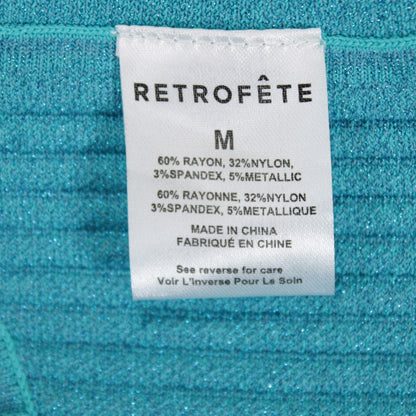 RETROFÊTE
M
60% RAYON, 32%NYLON,
3%SPANDEX, 5%METALLIC
60% RAYONNE, 32%NYLON
3%SPANDEX, 5%METALLIQUE
MADE IN CHINA
FABRIQUÉ EN CHINE
See reverse for care
Voir L'inverse Pour Le Soin